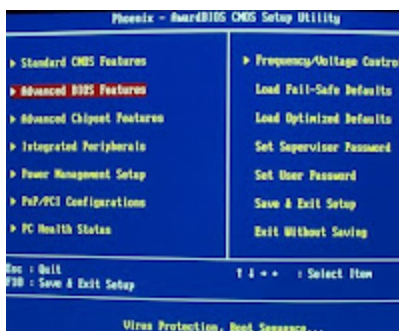 Phoenix - AwardBIOS CMOS Setup Utility
▶ Standard CMOS Features
▶ Advanced BIOS Features
▶ Advanced Chipset Features
▶ Integrated Peripherals
▶ Power Management Setup
▶ PnP/PCI Configurations
▶ PC Health Status
▶ Frequency/Voltage Contro
Load Fail-Safe Defaults
Load Optimized Defaults
Set Supervisor Password
Set User Password
Save & Exit Setup
Exit Without Saving
Esc : Quit
F10 : Save & Exit Setup
↑ ↓ → ← : Select Item
Virus Protection, Boot Sequence...